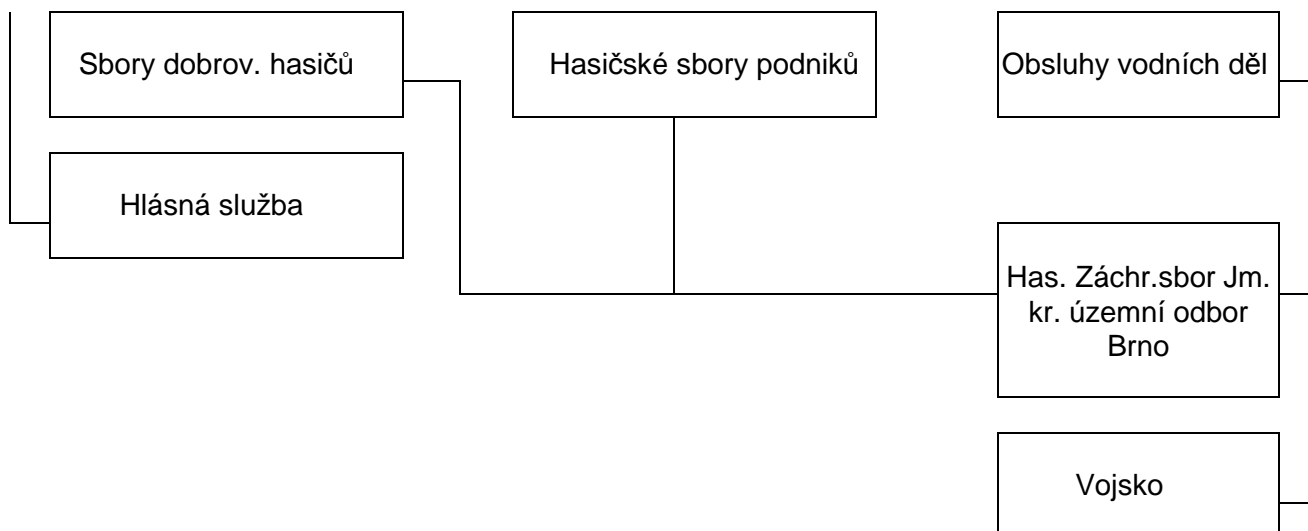 Sbory dobrov. hasičů
Hasičské sbory podniků
Obsluhy vodních děl
Hlásná služba
Has. Záchr.sbor Jm.
kr. územní odbor
Brno
Vojsko